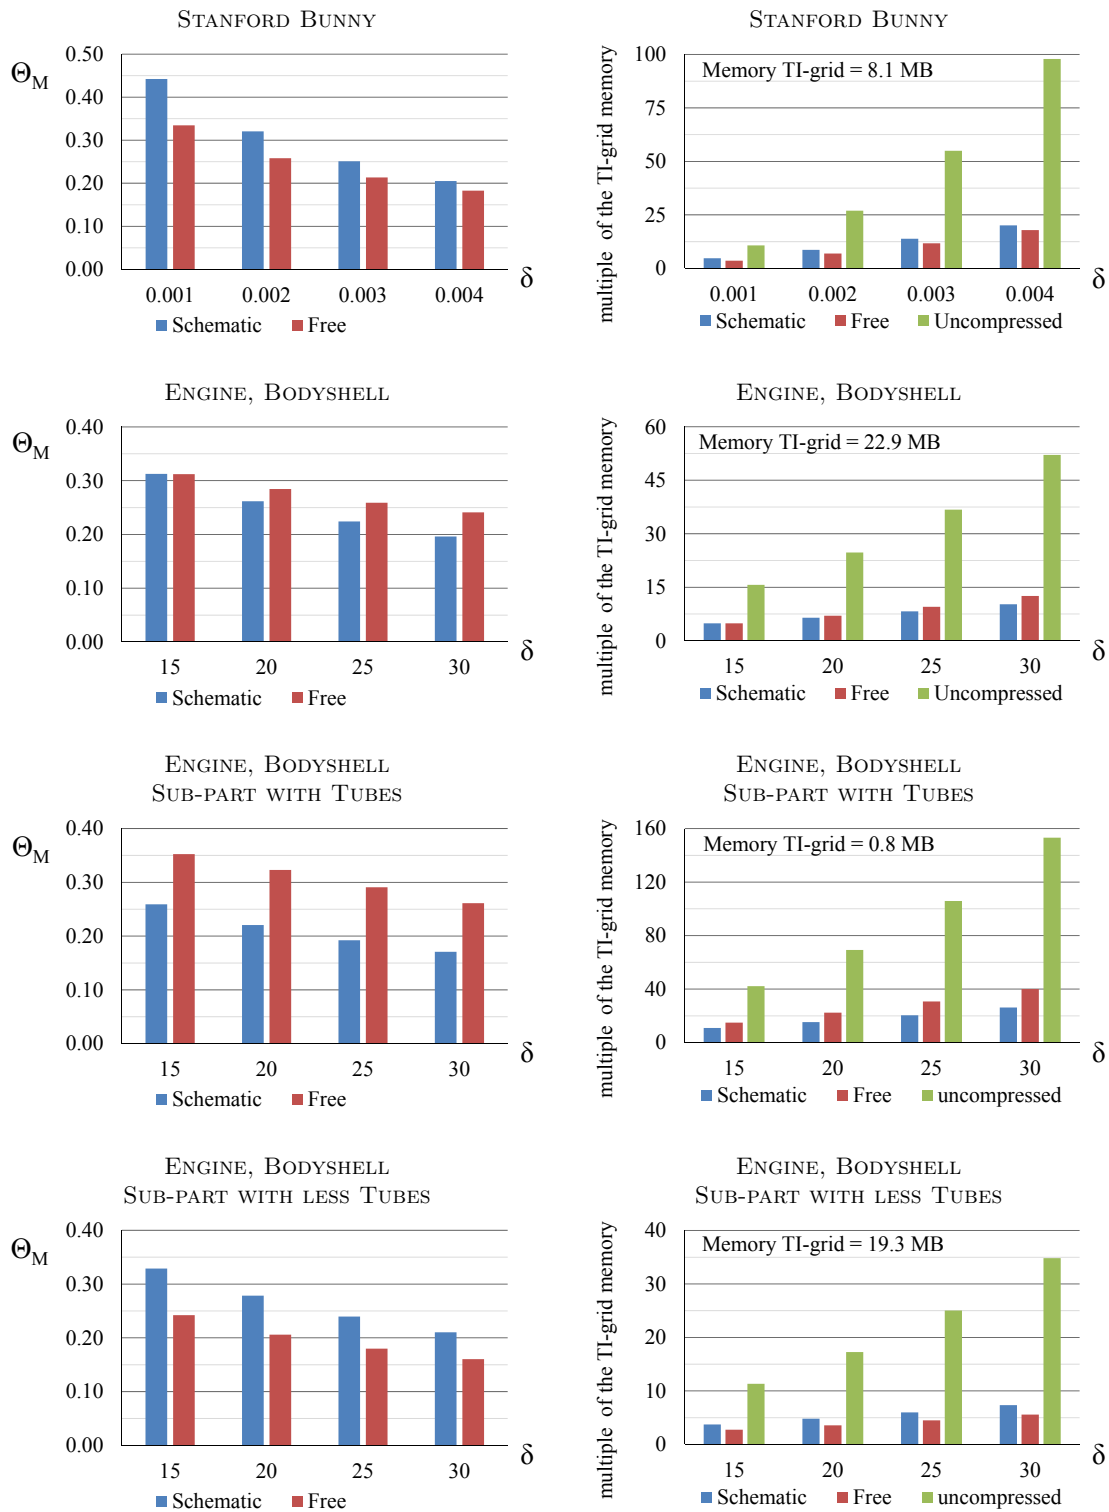 STANFORD BUNNY
ΘM
0.50
0.40
0.30
0.20
0.10
0.00
0.001 0.002 0.003 0.004 δ
Schematic Free
STANFORD BUNNY
multiple of the TI-grid memory
Memory TI-grid = 8.1 MB
100
75
50
25
0
0.001 0.002 0.003 0.004 δ
Schematic Free Uncompressed
ENGINE, BODYSHELL
ΘM
0.40
0.30
0.20
0.10
0.00
15 20 25 30 δ
Schematic Free
ENGINE, BODYSHELL
multiple of the TI-grid memory
Memory TI-grid = 22.9 MB
60
45
30
15
0
15 20 25 30 δ
Schematic Free Uncompressed
ENGINE, BODYSHELL
SUB-PART WITH TUBES
ΘM
0.40
0.30
0.20
0.10
0.00
15 20 25 30 δ
Schematic Free
ENGINE, BODYSHELL
SUB-PART WITH TUBES
multiple of the TI-grid memory
Memory TI-grid = 0.8 MB
160
120
80
40
0
15 20 25 30 δ
Schematic Free uncompressed
ENGINE, BODYSHELL
SUB-PART WITH LESS TUBES
ΘM
0.40
0.30
0.20
0.10
0.00
15 20 25 30 δ
Schematic Free
ENGINE, BODYSHELL
SUB-PART WITH LESS TUBES
multiple of the TI-grid memory
Memory TI-grid = 19.3 MB
40
30
20
10
0
15 20 25 30 δ
Schematic Free uncompressed